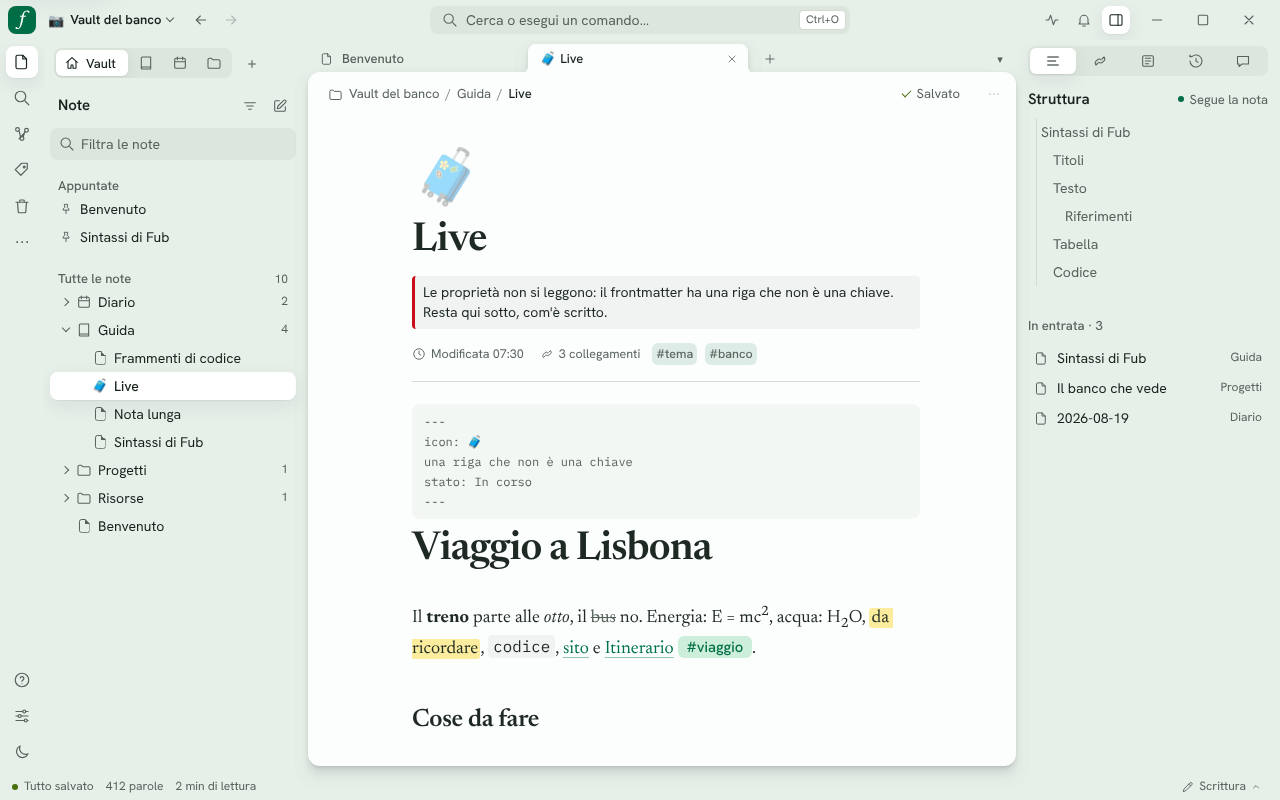 Vault del banco
Cerca o esegui un comando…
Ctrl+O
Vault
Benvenuto
Live
Note
Filtra le note
Appuntate
Benvenuto
Sintassi di Fub
Tutte le note 10
Diario 2
Guida 4
Frammenti di codice
Live
Nota lunga
Sintassi di Fub
Progetti 1
Risorse 1
Benvenuto
Vault del banco / Guida / Live
Salvato
Live
Le proprietà non si leggono: il frontmatter ha una riga che non è una chiave.
Resta qui sotto, com'è scritto.
Modificata 07:30 3 collegamenti #tema #banco
---
icon: 🧳
una riga che non è una chiave
stato: In corso
---
Viaggio a Lisbona
Il treno parte alle otto, il bus no. Energia: E = mc², acqua: H₂O, da
ricordare, codice, sito e Itinerario #viaggio.
Cose da fare
Struttura
Segue la nota
Sintassi di Fub
Titoli
Testo
Riferimenti
Tabella
Codice
In entrata · 3
Sintassi di Fub Guida
Il banco che vede Progetti
2026-08-19 Diario
Tutto salvato 412 parole 2 min di lettura
Scrittura